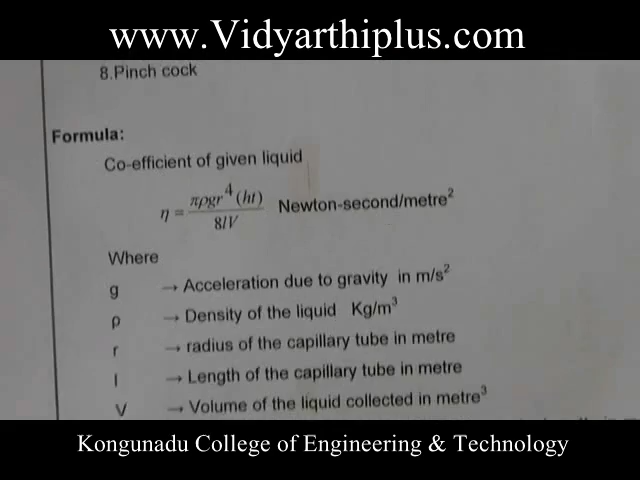 www.Vidyarthiplus.com
8.Pinch cock
Formula:
Co-efficient of given liquid
η = πρgr⁴(ht) / 8lV Newton-second/metre²
Where
g → Acceleration due to gravity in m/s²
ρ → Density of the liquid Kg/m³
r → radius of the capillary tube in metre
l → Length of the capillary tube in metre
V → Volume of the liquid collected in metre³
Kongunadu College of Engineering & Technology